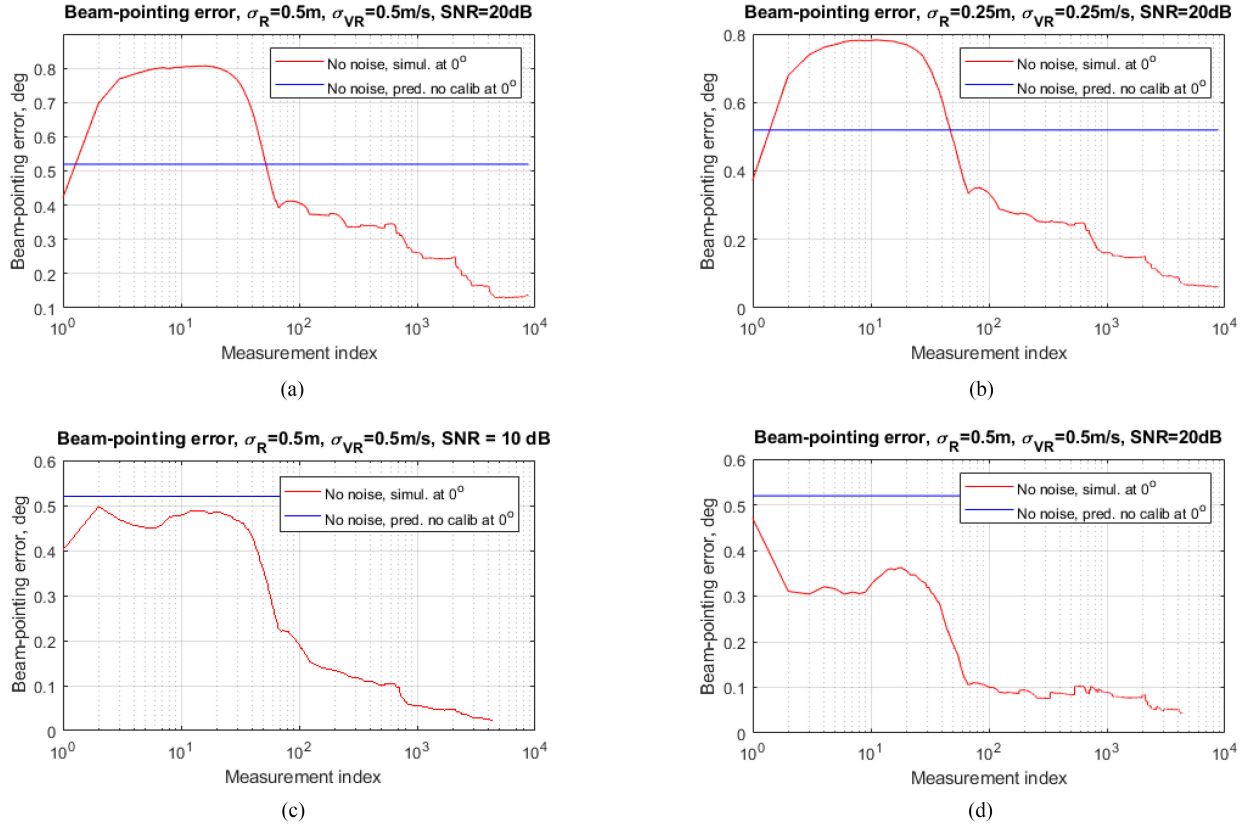 Beam-pointing error, σR=0.5m, σVR=0.5m/s, SNR=20dB
0.9
0.8
0.7
0.6
0.5
0.4
0.3
0.2
0.1
Beam-pointing error, deg
No noise, simul. at 0°
No noise, pred. no calib at 0°
10^0 10^1 10^2 10^3 10^4
Measurement index
(a)
Beam-pointing error, σR=0.25m, σVR=0.25m/s, SNR=20dB
0.8
0.6
0.4
0.2
0
Beam-pointing error, deg
No noise, simul. at 0°
No noise, pred. no calib at 0°
10^0 10^1 10^2 10^3 10^4
Measurement index
(b)
Beam-pointing error, σR=0.5m, σVR=0.5m/s, SNR = 10 dB
0.6
0.5
0.4
0.3
0.2
0.1
0
Beam-pointing error, deg
No noise, simul. at 0°
No noise, pred. no calib at 0°
10^0 10^1 10^2 10^3 10^4
Measurement index
(c)
Beam-pointing error, σR=0.5m, σVR=0.5m/s, SNR=20dB
0.6
0.5
0.4
0.3
0.2
0.1
0
Beam-pointing error, deg
No noise, simul. at 0°
No noise, pred. no calib at 0°
10^0 10^1 10^2 10^3 10^4
Measurement index
(d)